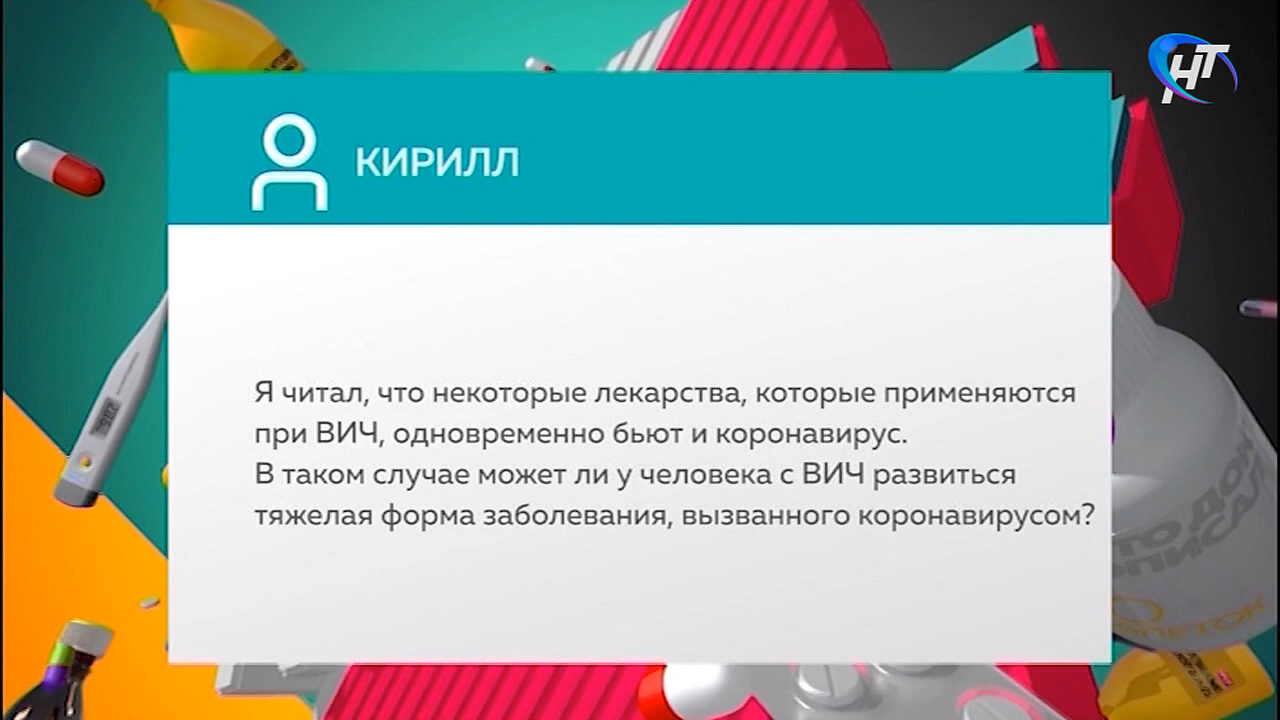 НТ
КИРИЛЛ
Я читал, что некоторые лекарства, которые применяются
при ВИЧ, одновременно бьют и коронавирус.
В таком случае может ли у человека с ВИЧ развиться
тяжелая форма заболевания, вызванного коронавирусом?